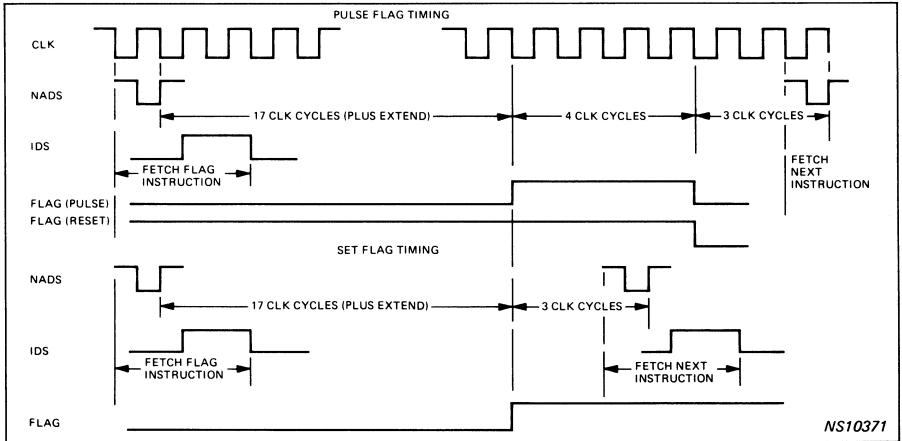 PULSE FLAG TIMING
CLK
NADS
17 CLK CYCLES (PLUS EXTEND)
4 CLK CYCLES
3 CLK CYCLES
IDS
FETCH FLAG
INSTRUCTION
FETCH
NEXT
INSTRUCTION
FLAG (PULSE)
FLAG (RESET)
SET FLAG TIMING
NADS
17 CLK CYCLES (PLUS EXTEND)
3 CLK CYCLES
IDS
FETCH FLAG
INSTRUCTION
FETCH NEXT
INSTRUCTION
FLAG
NS10371